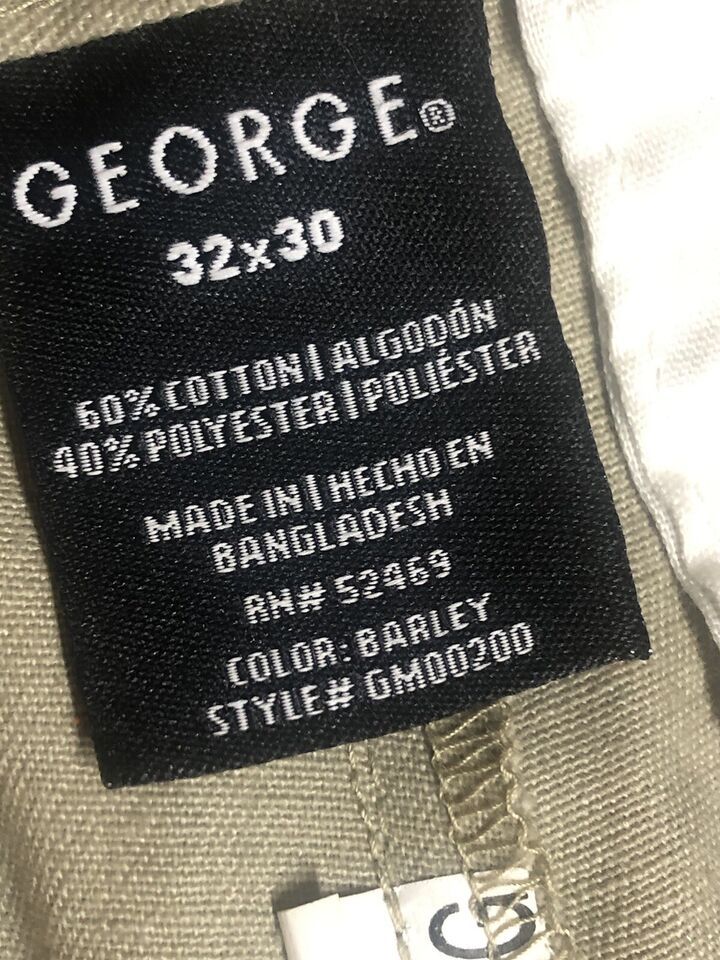 GEORGE®
32x30
60% COTTON | ALGODÓN
40% POLYESTER | POLIÉSTER
MADE IN | HECHO EN
BANGLADESH
RN# 52469
COLOR: BARLEY
STYLE# GM00200
G